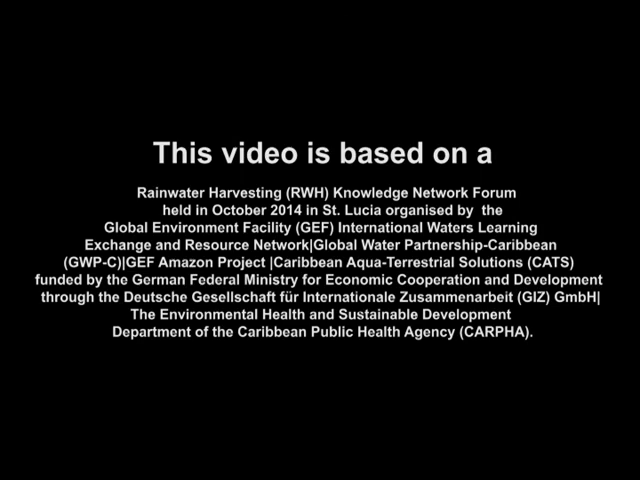 This video is based on a
Rainwater Harvesting (RWH) Knowledge Network Forum
held in October 2014 in St. Lucia organised by the
Global Environment Facility (GEF) International Waters Learning
Exchange and Resource Network|Global Water Partnership-Caribbean
(GWP-C)|GEF Amazon Project |Caribbean Aqua-Terrestrial Solutions (CATS)
funded by the German Federal Ministry for Economic Cooperation and Development
through the Deutsche Gesellschaft für Internationale Zusammenarbeit (GIZ) GmbH|
The Environmental Health and Sustainable Development
Department of the Caribbean Public Health Agency (CARPHA).